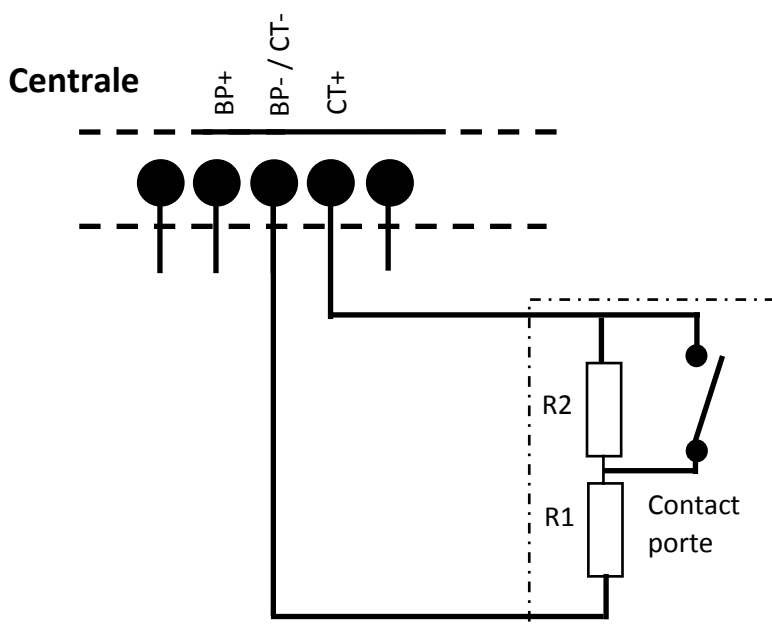 Centrale
BP+
BP- / CT-
CT+
R2
R1
Contact
porte